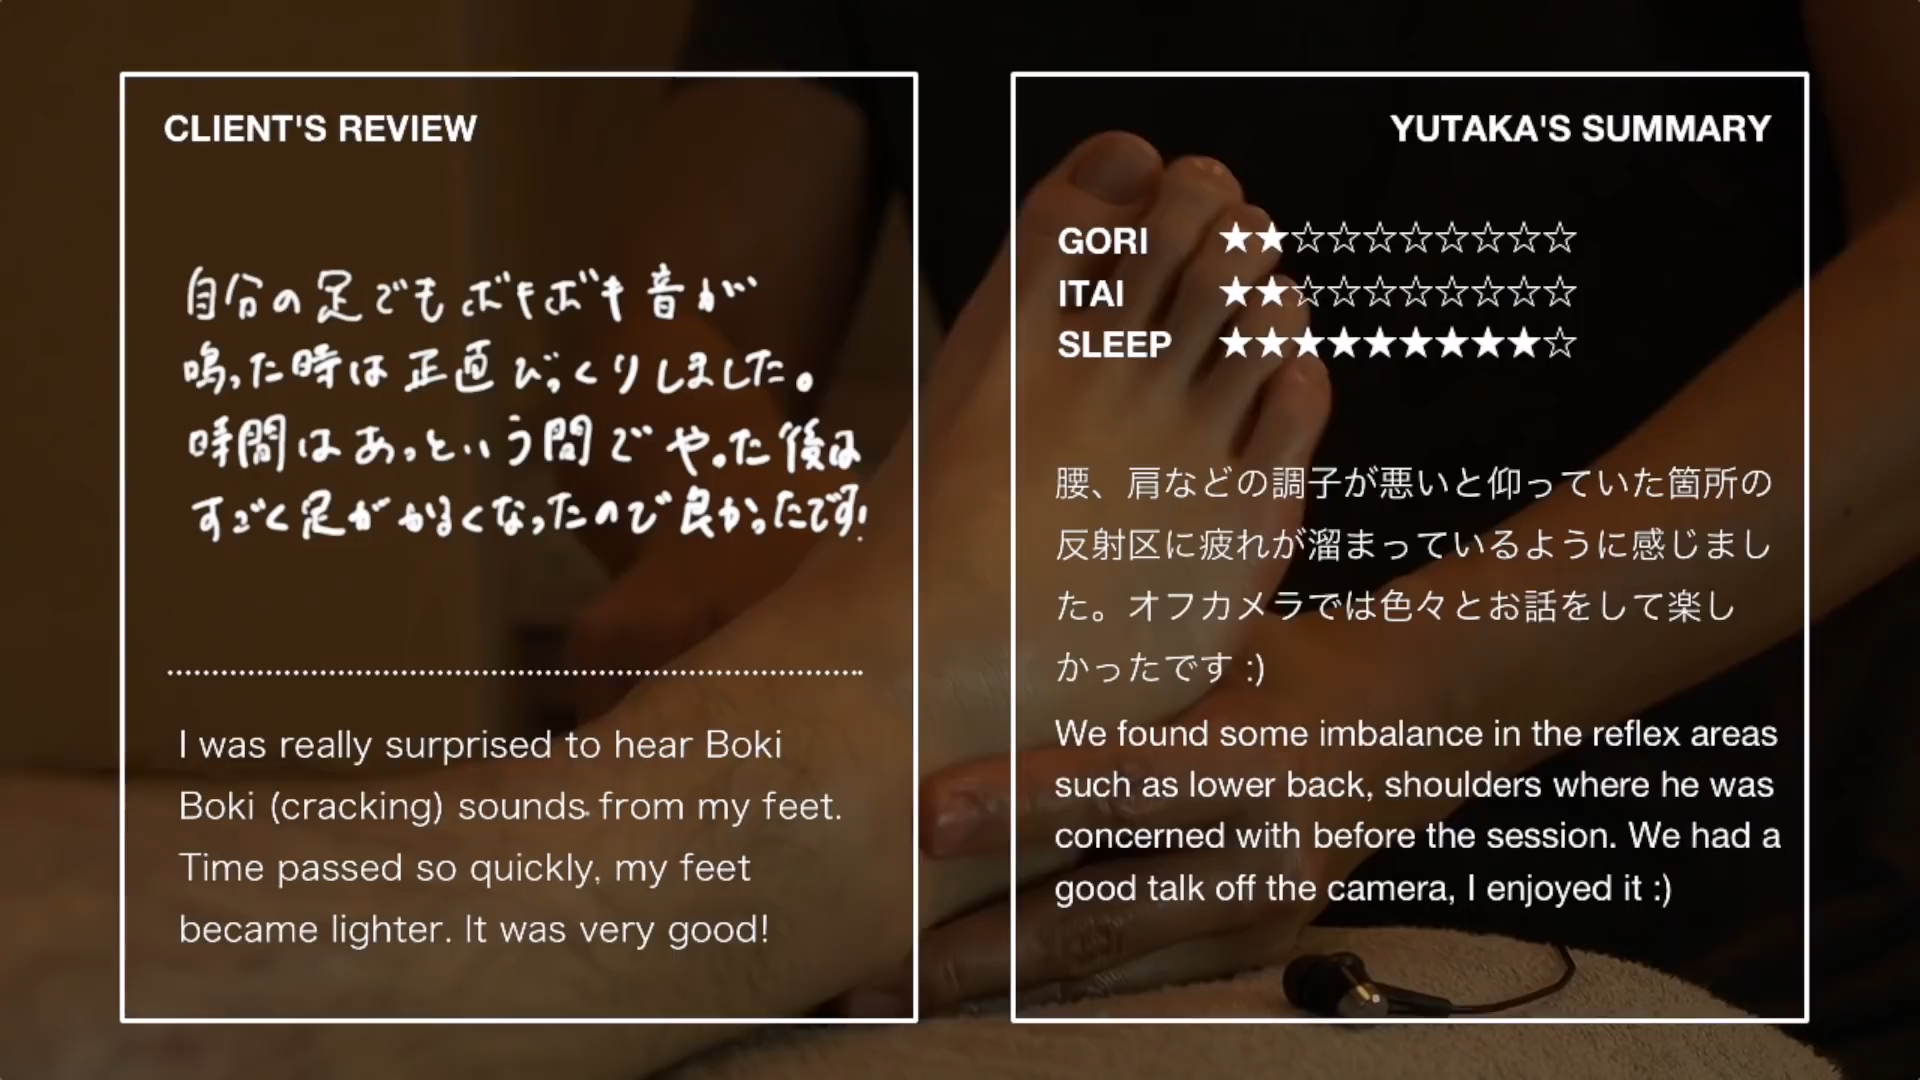 CLIENT'S REVIEW
自分の足でもボキボキ音が
鳴った時は正直びっくりしました。
時間はあっという間でやった後は
すごく足がかるくなったので良かったです!
I was really surprised to hear Boki
Boki (cracking) sounds from my feet.
Time passed so quickly, my feet
became lighter. It was very good!
YUTAKA'S SUMMARY
GORI ★★☆☆☆☆☆☆☆☆
ITAI ★★☆☆☆☆☆☆☆☆
SLEEP ★★★★★★★★★☆
腰、肩などの調子が悪いと仰っていた箇所の
反射区に疲れが溜まっているように感じまし
た。オフカメラでは色々とお話をして楽し
かったです :)
We found some imbalance in the reflex areas
such as lower back, shoulders where he was
concerned with before the session. We had a
good talk off the camera, I enjoyed it :)